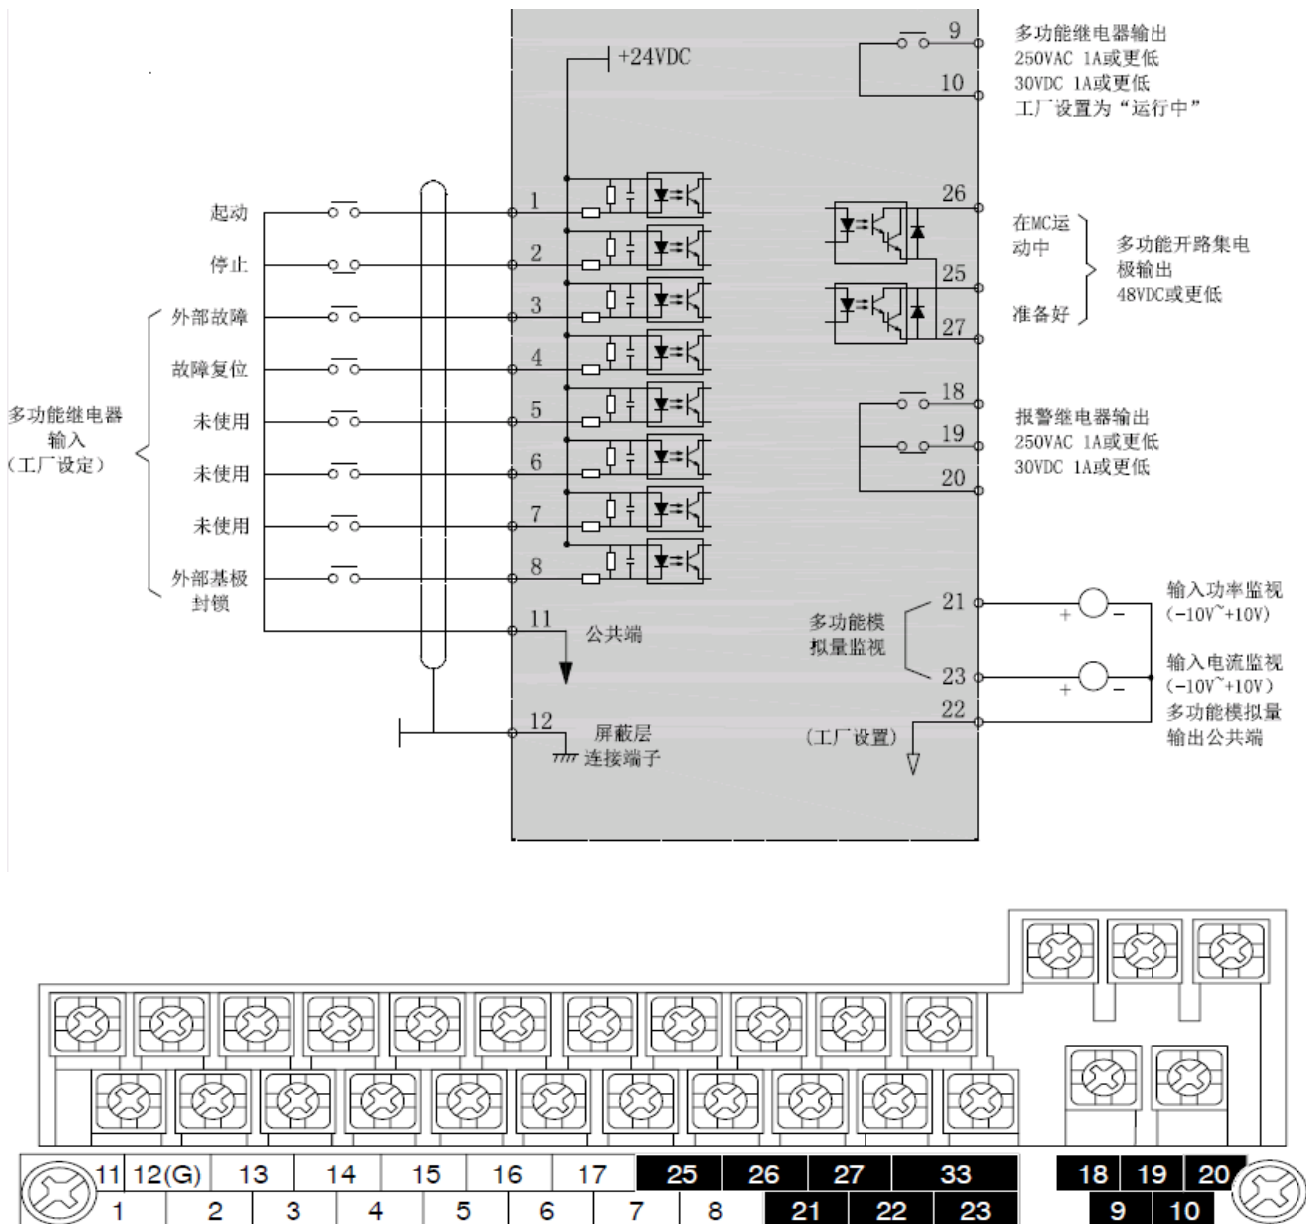 +24VDC
9
10
多功能继电器输出
250VAC 1A或更低
30VDC 1A或更低
工厂设置为“运行中”
起动
1
停止
2
外部故障
3
故障复位
4
未使用
5
未使用
6
未使用
7
外部基极
封锁
8
多功能继电器
输入
(工厂设定)
11
公共端
12
屏蔽层
连接端子
26
25
27
在MC运
动中
准备好
多功能开路集电
极输出
48VDC或更低
18
19
20
报警继电器输出
250VAC 1A或更低
30VDC 1A或更低
多功能模
拟量监视
21
23
22
(工厂设置)
+ −
输入功率监视
(-10V~+10V)
+ −
输入电流监视
(-10V~+10V)
多功能模拟量
输出公共端
11 12(G) 13 14 15 16 17 25 26 27 33 18 19 20
1 2 3 4 5 6 7 8 21 22 23 9 10